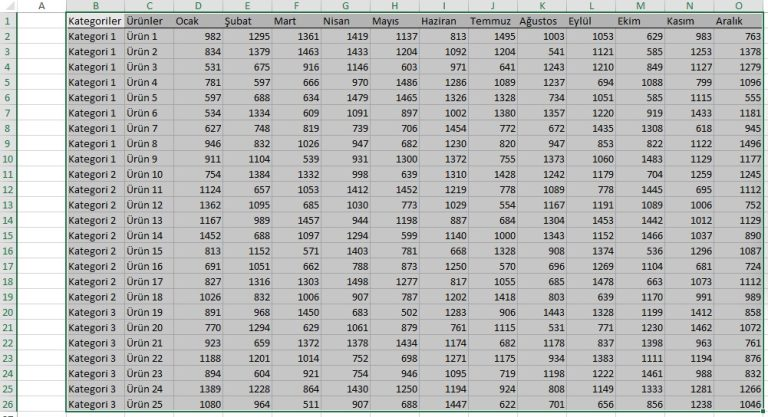 A B C D E F G H I J K L M N O
1 Kategoriler Ürünler Ocak Şubat Mart Nisan Mayıs Haziran Temmuz Ağustos Eylül Ekim Kasım Aralık
2 Kategori 1 Ürün 1 982 1295 1361 1419 1137 813 1495 1003 1053 629 983 763
3 Kategori 1 Ürün 2 834 1379 1463 1433 1204 1092 1204 541 1121 585 1253 1378
4 Kategori 1 Ürün 3 531 675 916 1146 603 971 641 1243 1210 849 1127 1279
5 Kategori 1 Ürün 4 781 597 666 970 1486 1286 1089 1237 694 1088 799 1096
6 Kategori 1 Ürün 5 597 688 634 1479 1465 1326 1328 734 1051 585 1115 555
7 Kategori 1 Ürün 6 534 1334 609 1091 897 1002 1380 1357 1220 919 1433 1181
8 Kategori 1 Ürün 7 627 748 819 739 706 1454 772 672 1435 1308 618 945
9 Kategori 1 Ürün 8 946 832 1026 947 682 1230 820 947 853 822 1122 1496
10 Kategori 1 Ürün 9 911 1104 539 931 1300 1372 755 1373 1060 1483 1129 1177
11 Kategori 2 Ürün 10 754 1384 1332 998 639 1310 1428 1242 1179 704 1259 1245
12 Kategori 2 Ürün 11 1124 657 1053 1412 1452 1219 778 1089 778 1445 695 1112
13 Kategori 2 Ürün 12 1362 1095 685 1030 773 1029 554 1167 1191 1089 1006 752
14 Kategori 2 Ürün 13 1167 989 1457 944 1198 887 684 1304 1453 1442 1012 1129
15 Kategori 2 Ürün 14 1452 688 1097 1294 599 1140 1000 1343 1152 1466 1037 890
16 Kategori 2 Ürün 15 813 1152 571 1403 781 668 1328 908 1374 536 1296 1087
17 Kategori 2 Ürün 16 691 1051 662 788 873 1250 570 696 1269 1104 681 724
18 Kategori 2 Ürün 17 827 1316 1303 1498 1277 817 1055 685 1478 663 1073 1112
19 Kategori 2 Ürün 18 1026 832 1006 907 787 1202 1418 803 639 1170 991 989
20 Kategori 3 Ürün 19 891 968 1450 683 502 1283 906 1443 1328 1199 1412 858
21 Kategori 3 Ürün 20 770 1294 629 1061 879 761 1115 531 771 1230 1462 1072
22 Kategori 3 Ürün 21 923 659 1372 1378 1434 1174 682 1178 837 1398 963 761
23 Kategori 3 Ürün 22 1188 1201 1014 752 698 1271 1175 934 1383 1111 1194 876
24 Kategori 3 Ürün 23 894 604 921 754 946 1095 719 1198 1222 1461 988 832
25 Kategori 3 Ürün 24 1389 1228 864 1430 1250 1194 924 808 1149 1333 1281 1266
26 Kategori 3 Ürün 25 1080 964 511 907 688 1447 622 701 656 856 1238 1046